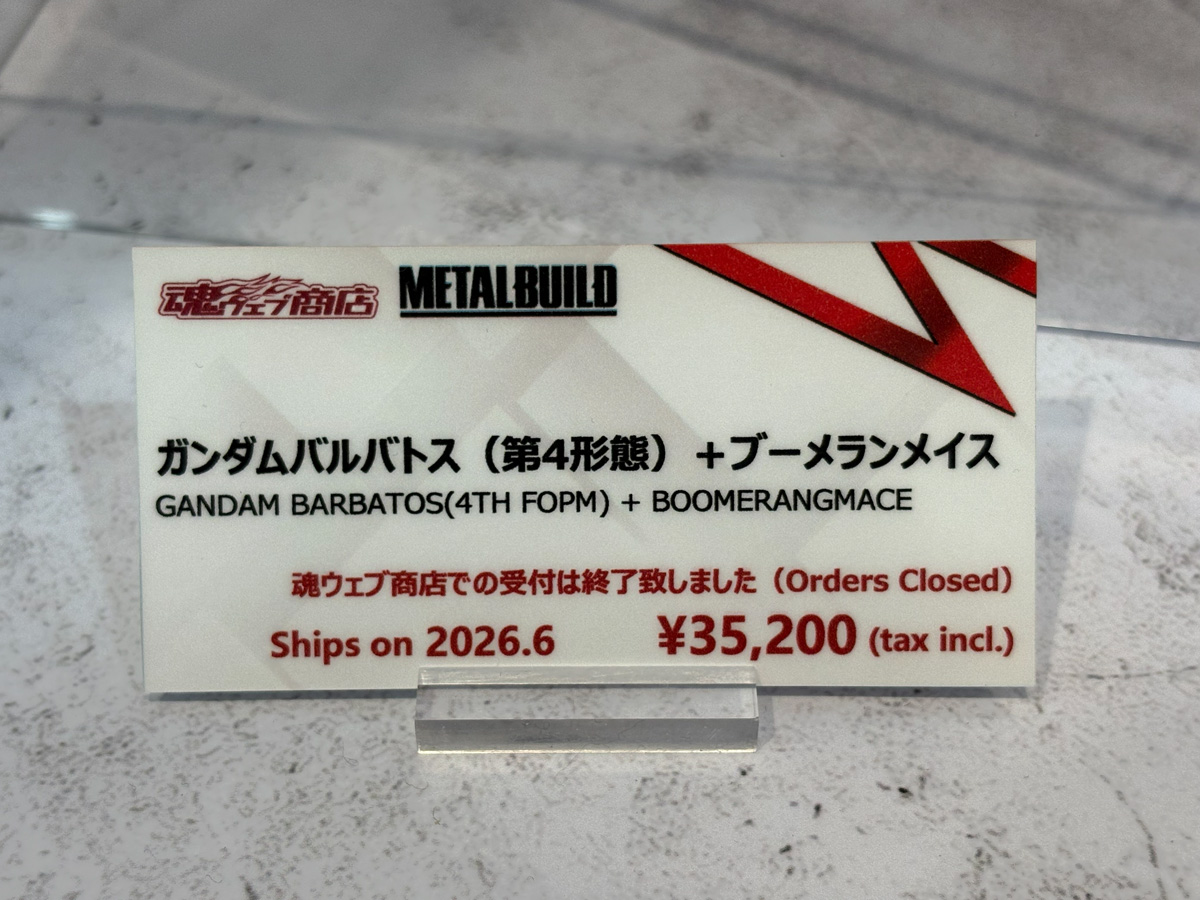 魂ウェブ商店 METAL BUILD
ガンダムバルバトス（第4形態）+ブーメランメイス
GANDAM BARBATOS(4TH FOPM) + BOOMERANGMACE
魂ウェブ商店での受付は終了致しました（Orders Closed）
Ships on 2026.6 ¥35,200 (tax incl.)